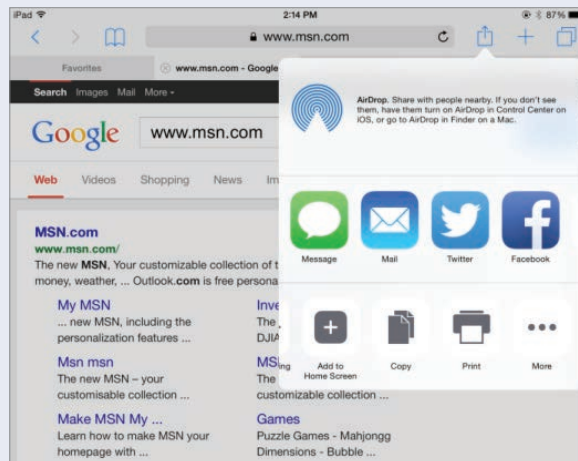 iPad
2:14 PM
87%
www.msn.com
Favorites
www.msn.com - Google
Search Images Mail More
Google
www.msn.com
Web Videos Shopping News
MSN.com
www.msn.com/
The new MSN, Your customizable collection of
money, weather, ... Outlook.com is free
My MSN
... new MSN, including the
personalization features ...
The
Msn msn
The new MSN – your
customisable collection ...
The
customizable collection ...
Make MSN My ...
Learn how to make MSN your
homepage with ...
Games
Puzzle Games - Mahjongg
Dimensions - Bubble ...
AirDrop. Share with people nearby. If you don't see
them, have them turn on AirDrop in Control Center on
iOS, or go to AirDrop in Finder on a Mac.
Message Mail Twitter Facebook
Add to
Home Screen
Copy Print More